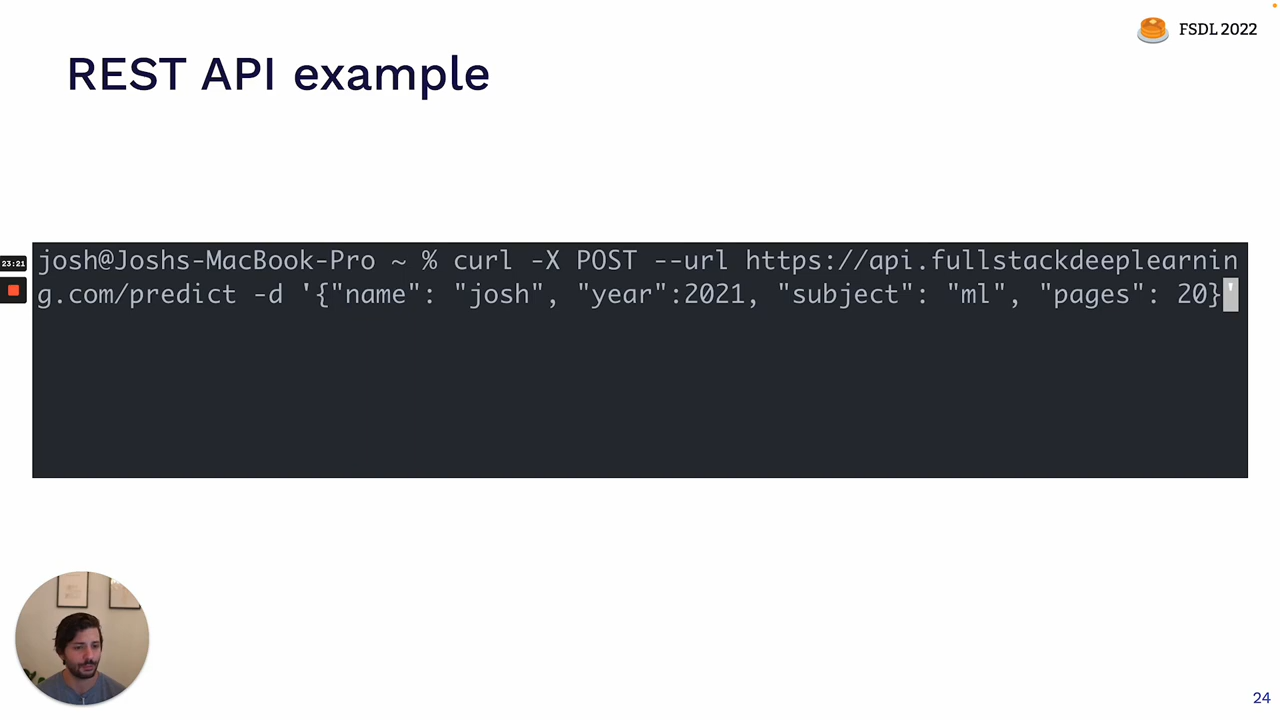 FSDL 2022
REST API example
josh@Joshs-MacBook-Pro ~ % curl -X POST --url https://api.fullstackdeeplearnin
g.com/predict -d '{"name": "josh", "year":2021, "subject": "ml", "pages": 20}'
23:21
24